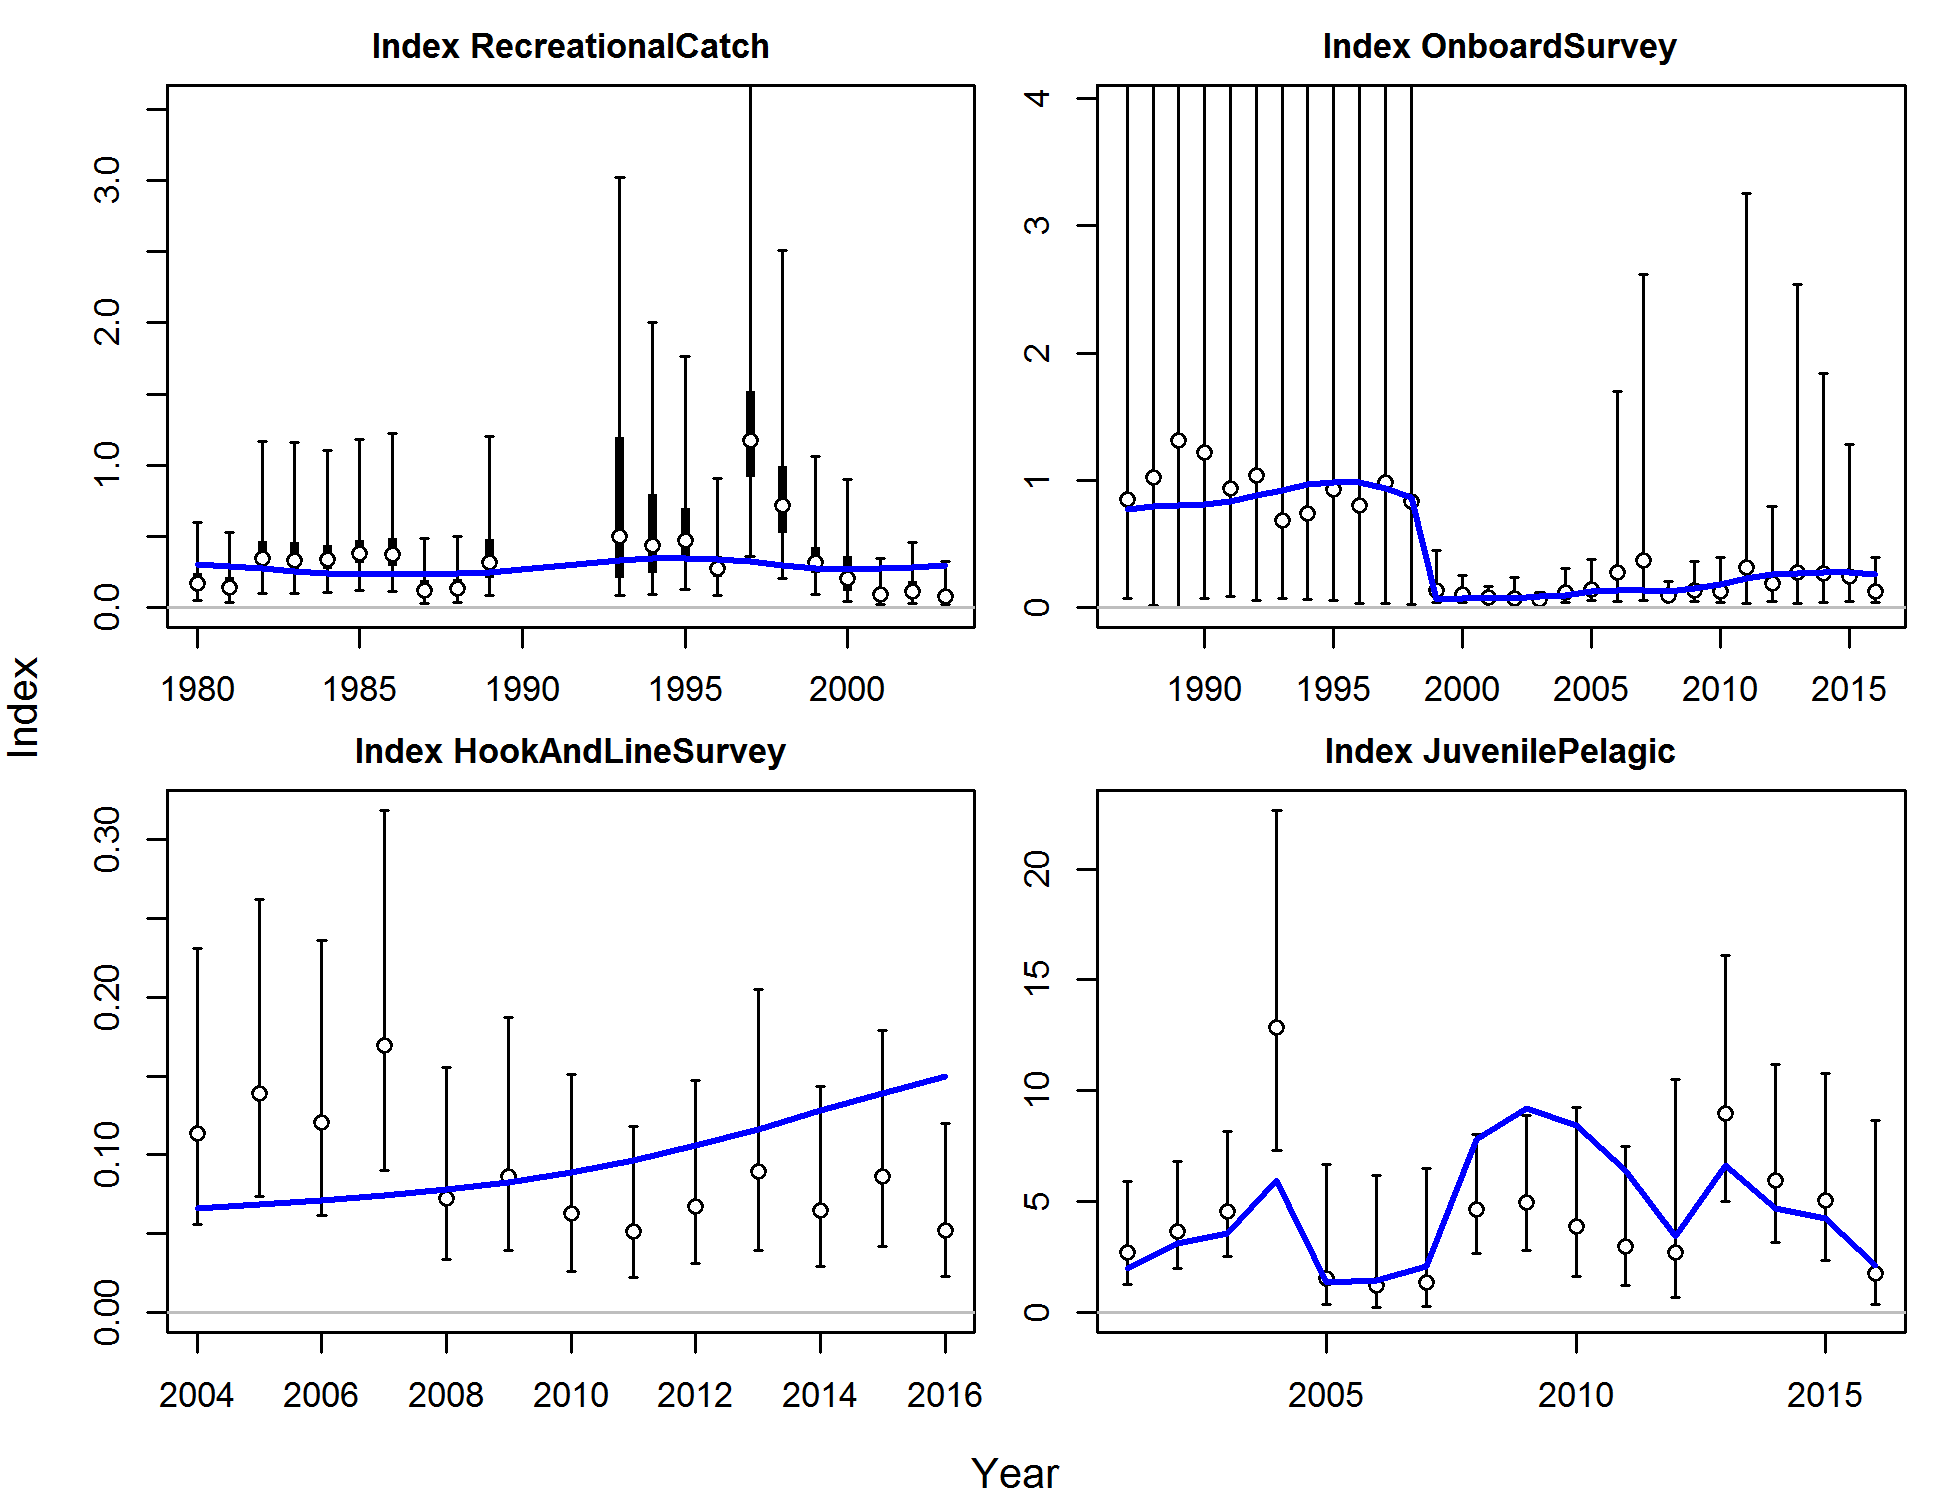 Index RecreationalCatch
0.0 1.0 2.0 3.0
1980 1985 1990 1995 2000
Index OnboardSurvey
0 1 2 3 4
1990 1995 2000 2005 2010 2015
Index
Index HookAndLineSurvey
0.00 0.10 0.20 0.30
2004 2006 2008 2010 2012 2014 2016
Index JuvenilePelagic
0 5 10 15 20
2005 2010 2015
Year